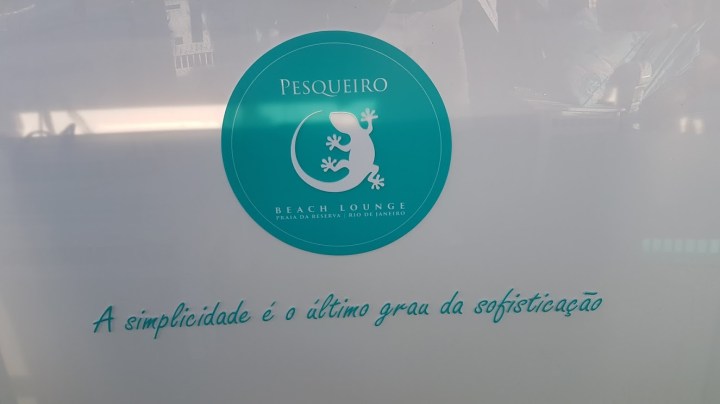 PESQUEIRO
BEACH LOUNGE
PRAIA DA RESERVA | RIO DE JANEIRO
A simplicidade é o último grau da sofisticação